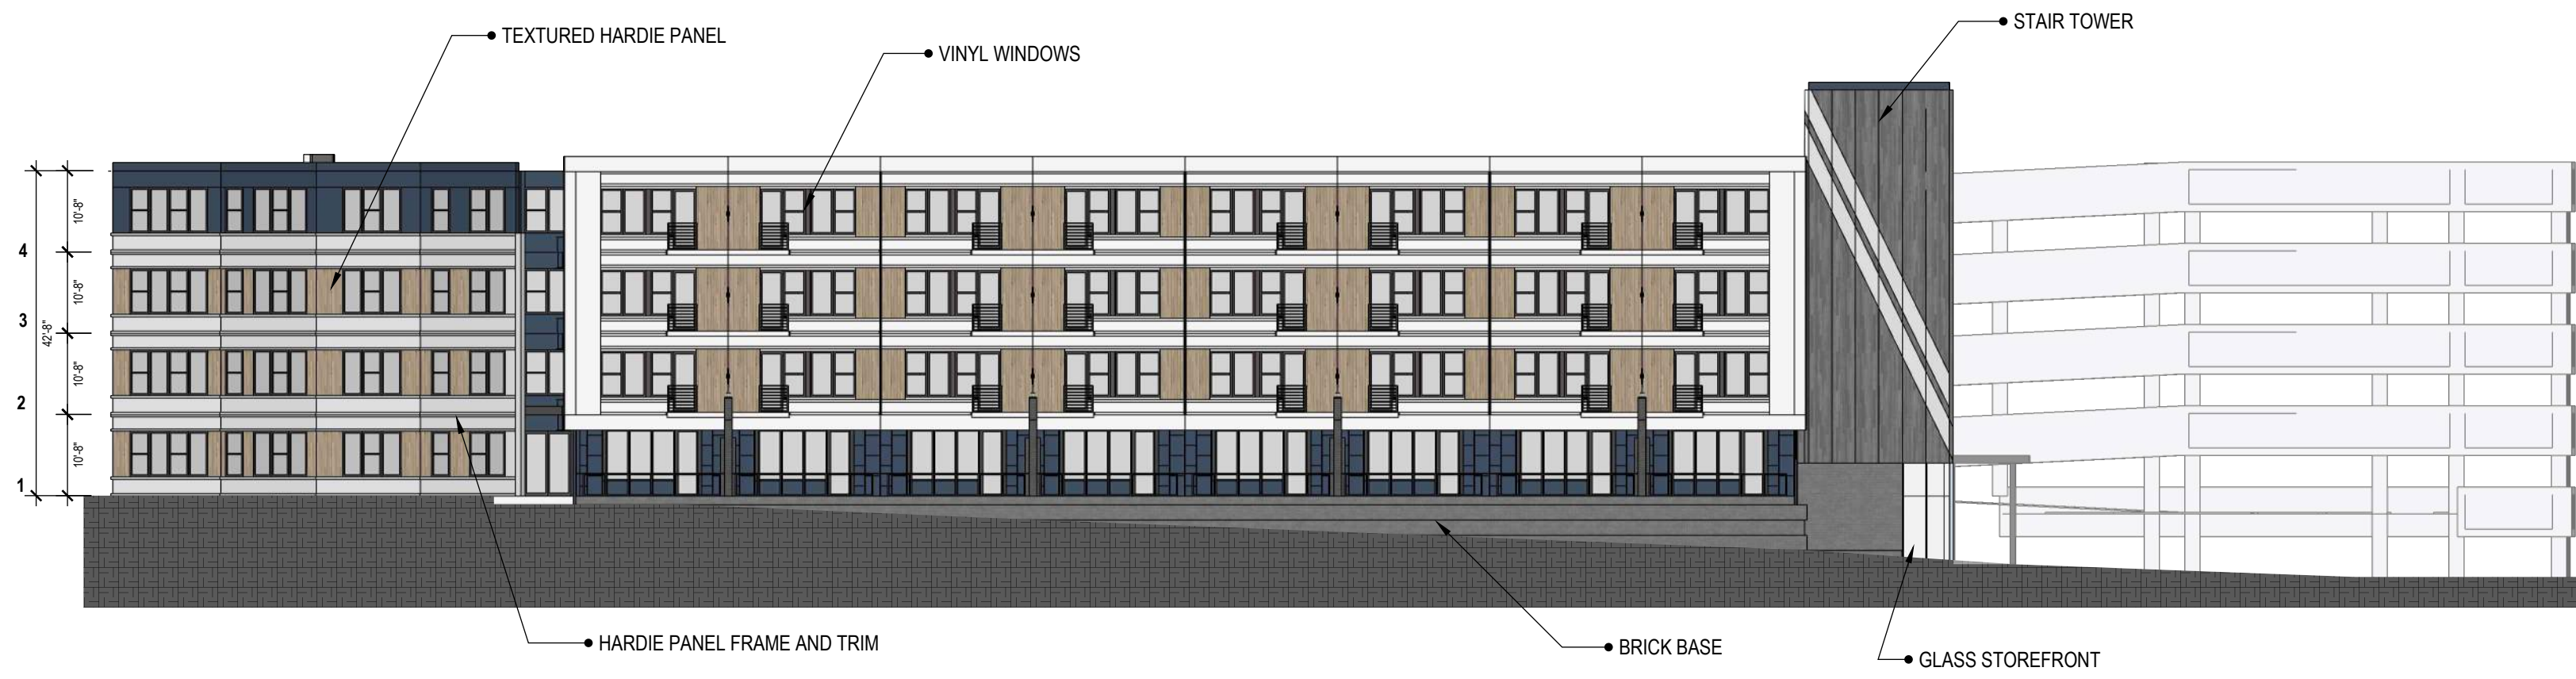 STAIR TOWER
TEXTURED HARDIE PANEL
VINYL WINDOWS
10'-8"
4
10'-8"
3
42'-8"
10'-8"
2
10'-8"
1
HARDIE PANEL FRAME AND TRIM
BRICK BASE
GLASS STOREFRONT